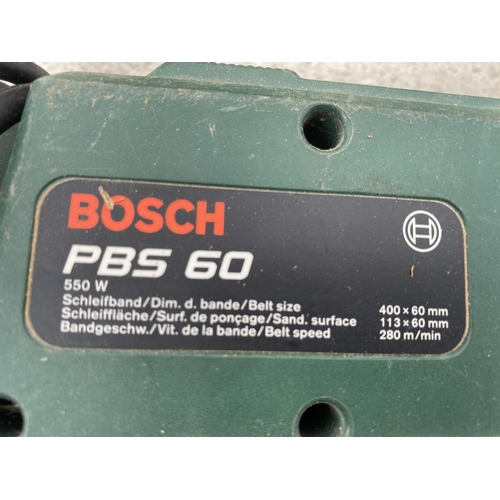 BOSCH
PBS 60
550 W
Schleifband/Dim. d. bande/Belt size 400 × 60 mm
Schleiffläche/Surf. de ponçage/Sand. surface 113 × 60 mm
Bandgeschw./Vit. de la bande/Belt speed 280 m/min